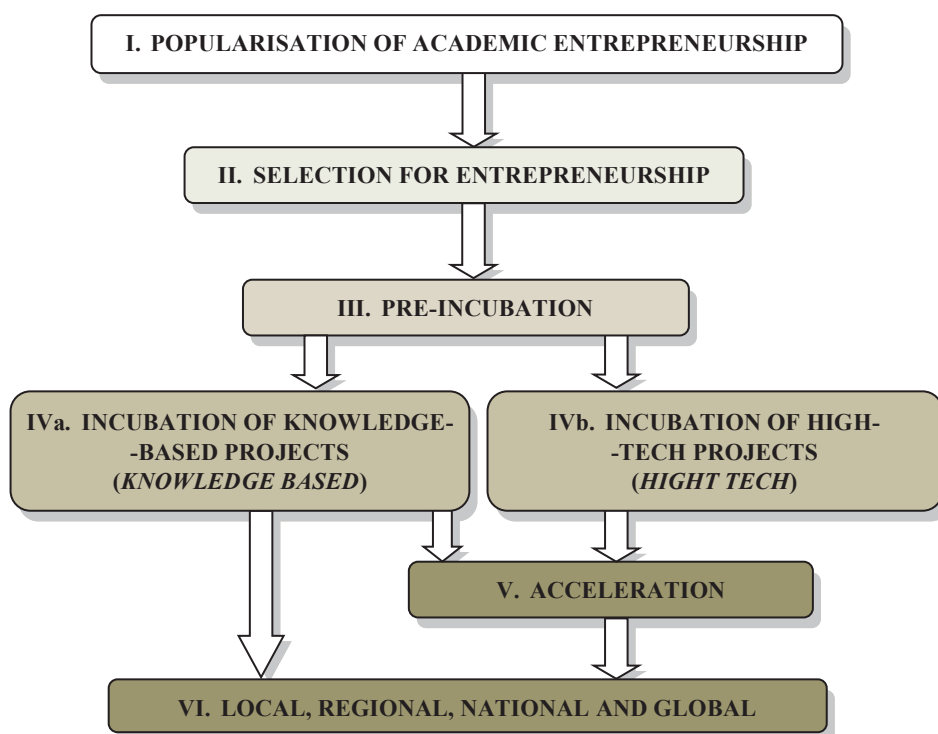 I. POPULARISATION OF ACADEMIC ENTREPRENEURSHIP
II. SELECTION FOR ENTREPRENEURSHIP
III. PRE-INCUBATION
IVa. INCUBATION OF KNOWLEDGE-
-BASED PROJECTS
(KNOWLEDGE BASED)
IVb. INCUBATION OF HIGH-
-TECH PROJECTS
(HIGHT TECH)
V. ACCELERATION
VI. LOCAL, REGIONAL, NATIONAL AND GLOBAL